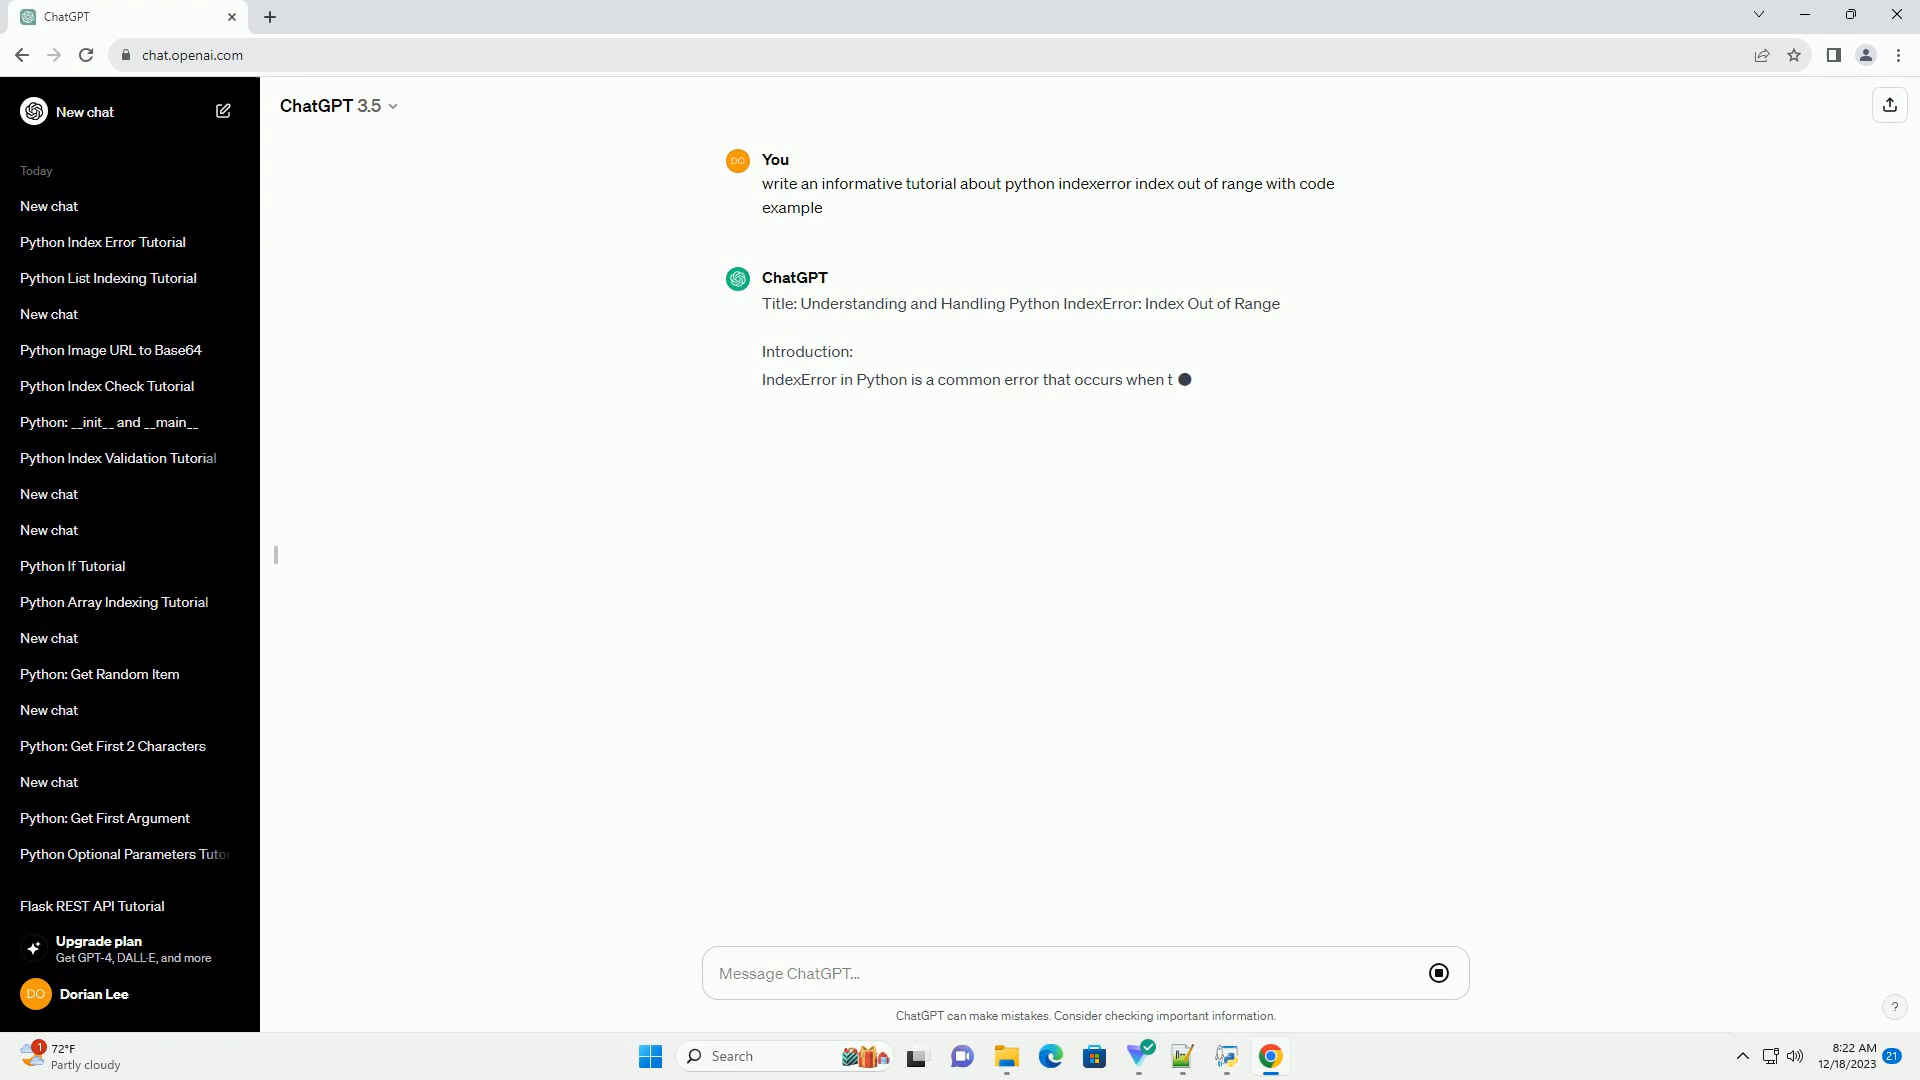 ChatGPT
chat.openai.com
New chat
Today
New chat
Python Index Error Tutorial
Python List Indexing Tutorial
New chat
Python Image URL to Base64
Python Index Check Tutorial
Python: __init__ and __main__
Python Index Validation Tutorial
New chat
New chat
Python If Tutorial
Python Array Indexing Tutorial
New chat
Python: Get Random Item
New chat
Python: Get First 2 Characters
New chat
Python: Get First Argument
Python Optional Parameters Tutor
Flask REST API Tutorial
Upgrade plan
Get GPT-4, DALL·E, and more
DO
Dorian Lee
ChatGPT 3.5
DO
You
write an informative tutorial about python indexerror index out of range with code
example
ChatGPT
Title: Understanding and Handling Python IndexError: Index Out of Range
Introduction:
IndexError in Python is a common error that occurs when t
Message ChatGPT...
ChatGPT can make mistakes. Consider checking important information.
?
1
72°F
Partly cloudy
Search
8:22 AM
12/18/2023
21